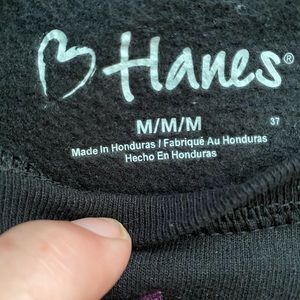 Hanes®
M/M/M
37
Made In Honduras / Fabriqué Au Honduras
Hecho En Honduras